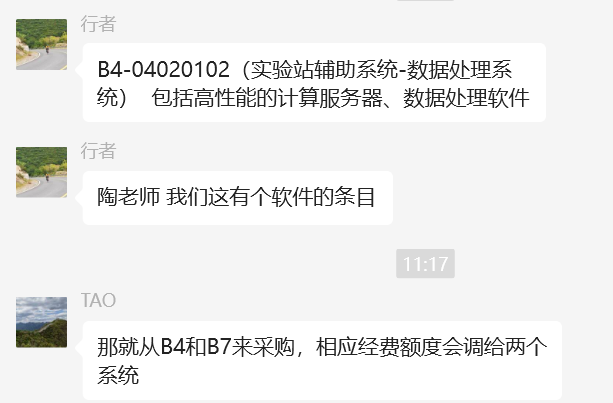 行者
B4-04020102（实验站辅助系统-数据处理系
统） 包括高性能的计算服务器、数据处理软件
行者
陶老师 我们这有个软件的条目
11:17
TAO
那就从B4和B7来采购，相应经费额度会调给两个
系统